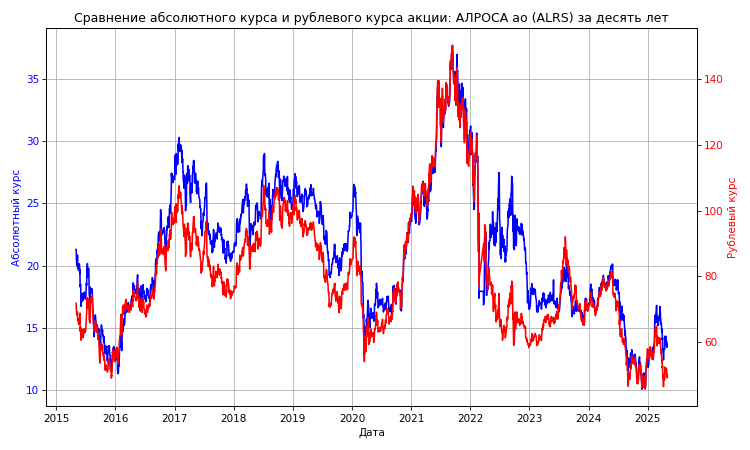 Сравнение абсолютного курса и рублевого курса акции: АЛРОСА ао (ALRS) за десять лет
Абсолютный курс
35
30
25
20
15
10
140
120
100
80
60
Рублевый курс
2015 2016 2017 2018 2019 2020 2021 2022 2023 2024 2025
Дата